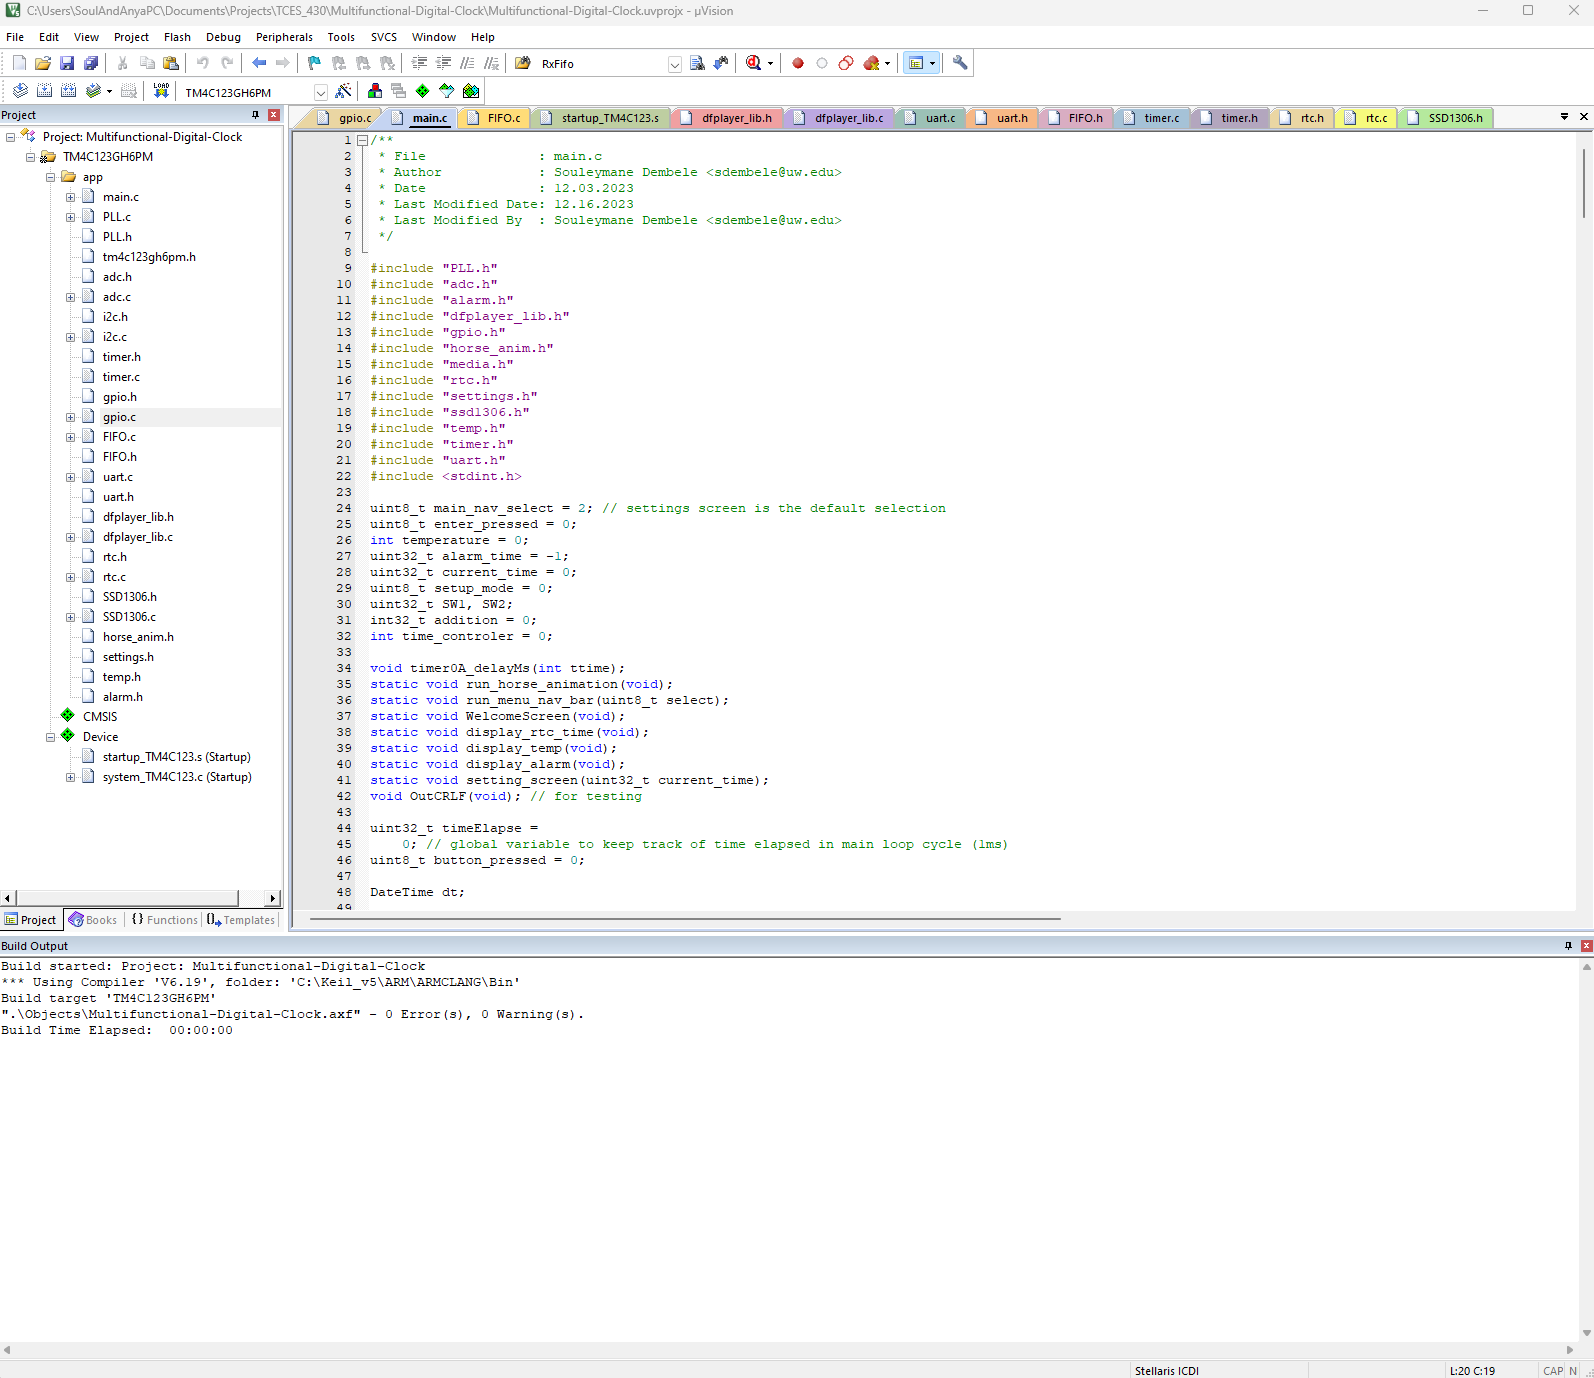 C:\Users\SoulAndAnyaPC\Documents\Projects\TCES_430\Multifunctional-Digital-Clock\Multifunctional-Digital-Clock.uvprojx - µVision
File Edit View Project Flash Debug Peripherals Tools SVCS Window Help
RxFifo
LOAD TM4C123GH6PM
Project
Project: Multifunctional-Digital-Clock
TM4C123GH6PM
app
main.c
PLL.c
PLL.h
tm4c123gh6pm.h
adc.h
adc.c
i2c.h
i2c.c
timer.h
timer.c
gpio.h
gpio.c
FIFO.c
FIFO.h
uart.c
uart.h
dfplayer_lib.h
dfplayer_lib.c
rtc.h
rtc.c
SSD1306.h
SSD1306.c
horse_anim.h
settings.h
temp.h
alarm.h
CMSIS
Device
startup_TM4C123.s (Startup)
system_TM4C123.c (Startup)
Project Books {} Functions Templates
gpio.c main.c FIFO.c startup_TM4C123.s dfplayer_lib.h dfplayer_lib.c uart.c uart.h FIFO.h timer.c timer.h rtc.h rtc.c SSD1306.h
1 /**
2 * File : main.c
3 * Author : Souleymane Dembele <sdembele@uw.edu>
4 * Date : 12.03.2023
5 * Last Modified Date: 12.16.2023
6 * Last Modified By : Souleymane Dembele <sdembele@uw.edu>
7 */
8
9 #include "PLL.h"
10 #include "adc.h"
11 #include "alarm.h"
12 #include "dfplayer_lib.h"
13 #include "gpio.h"
14 #include "horse_anim.h"
15 #include "media.h"
16 #include "rtc.h"
17 #include "settings.h"
18 #include "ssd1306.h"
19 #include "temp.h"
20 #include "timer.h"
21 #include "uart.h"
22 #include <stdint.h>
23
24 uint8_t main_nav_select = 2; // settings screen is the default selection
25 uint8_t enter_pressed = 0;
26 int temperature = 0;
27 uint32_t alarm_time = -1;
28 uint32_t current_time = 0;
29 uint8_t setup_mode = 0;
30 uint32_t SW1, SW2;
31 int32_t addition = 0;
32 int time_controler = 0;
33
34 void timer0A_delayMs(int ttime);
35 static void run_horse_animation(void);
36 static void run_menu_nav_bar(uint8_t select);
37 static void WelcomeScreen(void);
38 static void display_rtc_time(void);
39 static void display_temp(void);
40 static void display_alarm(void);
41 static void setting_screen(uint32_t current_time);
42 void OutCRLF(void); // for testing
43
44 uint32_t timeElapse =
45 0; // global variable to keep track of time elapsed in main loop cycle (1ms)
46 uint8_t button_pressed = 0;
47
48 DateTime dt;
49
Build Output
Build started: Project: Multifunctional-Digital-Clock
*** Using Compiler 'V6.19', folder: 'C:\Keil_v5\ARM\ARMCLANG\Bin'
Build target 'TM4C123GH6PM'
".\Objects\Multifunctional-Digital-Clock.axf" - 0 Error(s), 0 Warning(s).
Build Time Elapsed: 00:00:00
Stellaris ICDI L:20 C:19 CAP N